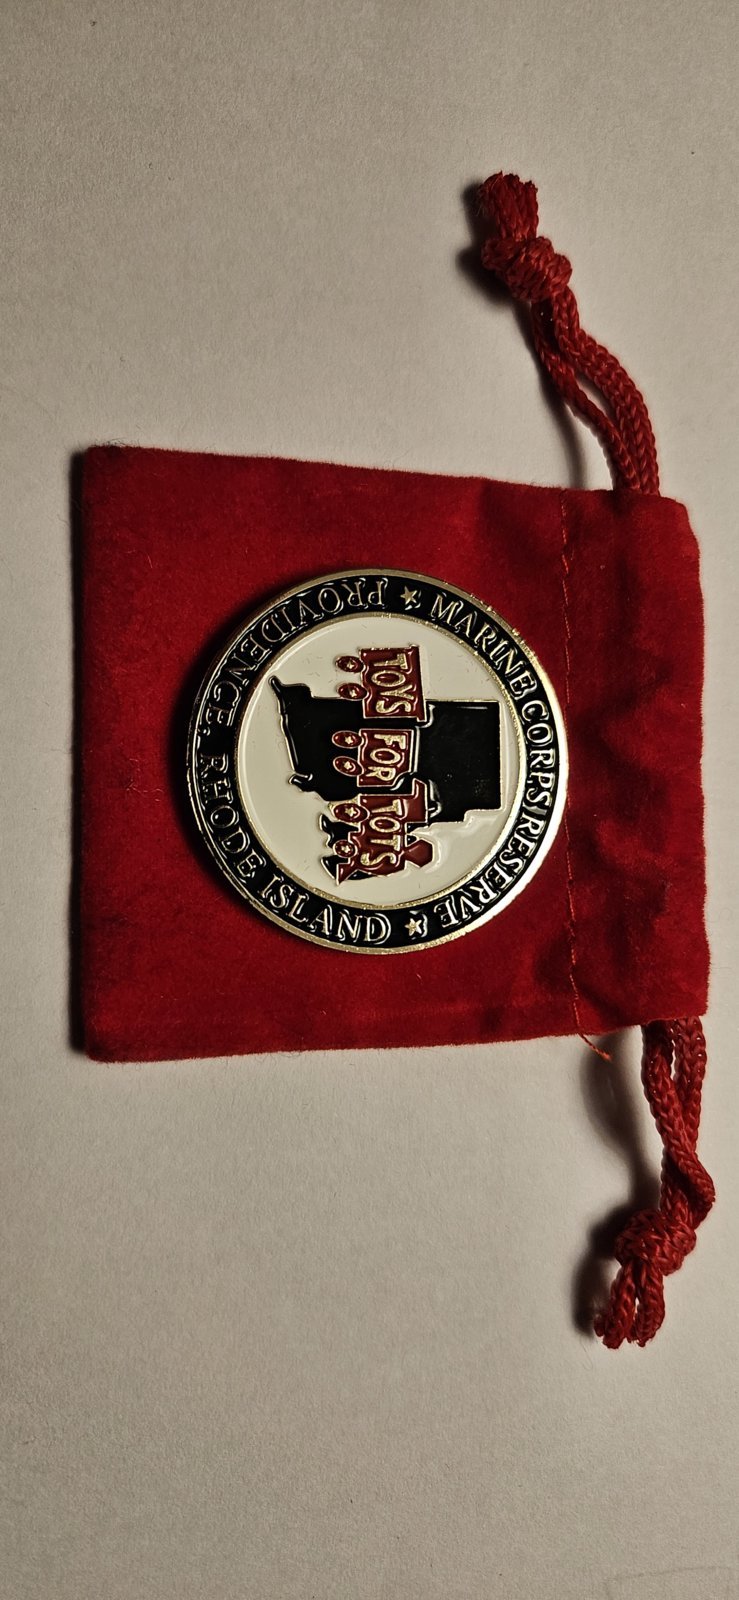 MARINE CORPS RESERVE
TOYS FOR TOTS
PROVIDENCE, RHODE ISLAND